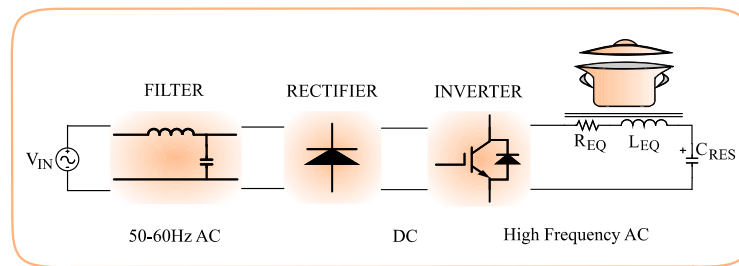 FILTER
RECTIFIER
INVERTER
V_IN
R_EQ
L_EQ
+
C_RES
50-60Hz AC
DC
High Frequency AC